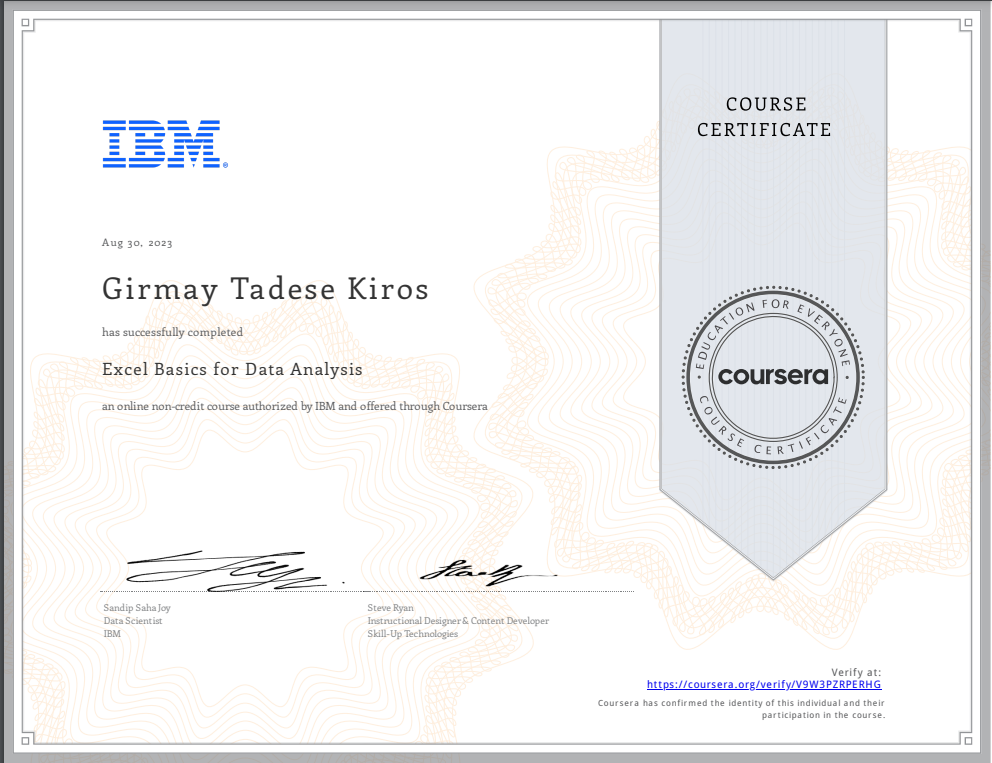 COURSE
CERTIFICATE
IBM®
Aug 30, 2023
Girmay Tadese Kiros
has successfully completed
Excel Basics for Data Analysis
an online non-credit course authorized by IBM and offered through Coursera
EDUCATION FOR EVERYONE
coursera
COURSE CERTIFICATE
Sandip Saha Joy
Data Scientist
IBM
Steve Ryan
Instructional Designer & Content Developer
Skill-Up Technologies
Verify at:
https://coursera.org/verify/V9W3PZRPERHG
Coursera has confirmed the identity of this individual and their
participation in the course.